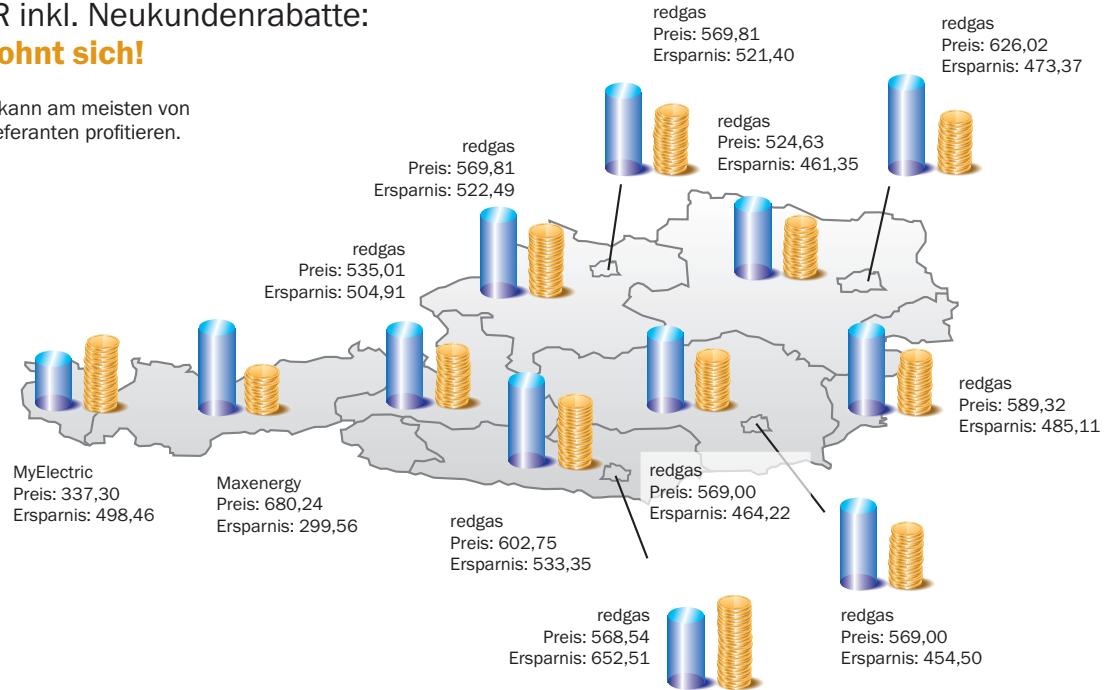 R inkl. Neukundenrabatte:
ohnt sich!
kann am meisten von
eferanten profitieren.
redgas
Preis: 569,81
Ersparnis: 521,40
redgas
Preis: 626,02
Ersparnis: 473,37
redgas
Preis: 524,63
Ersparnis: 461,35
redgas
Preis: 569,81
Ersparnis: 522,49
redgas
Preis: 535,01
Ersparnis: 504,91
redgas
Preis: 589,32
Ersparnis: 485,11
MyElectric
Preis: 337,30
Ersparnis: 498,46
Maxenergy
Preis: 680,24
Ersparnis: 299,56
redgas
Preis: 569,00
Ersparnis: 464,22
redgas
Preis: 602,75
Ersparnis: 533,35
redgas
Preis: 568,54
Ersparnis: 652,51
redgas
Preis: 569,00
Ersparnis: 454,50